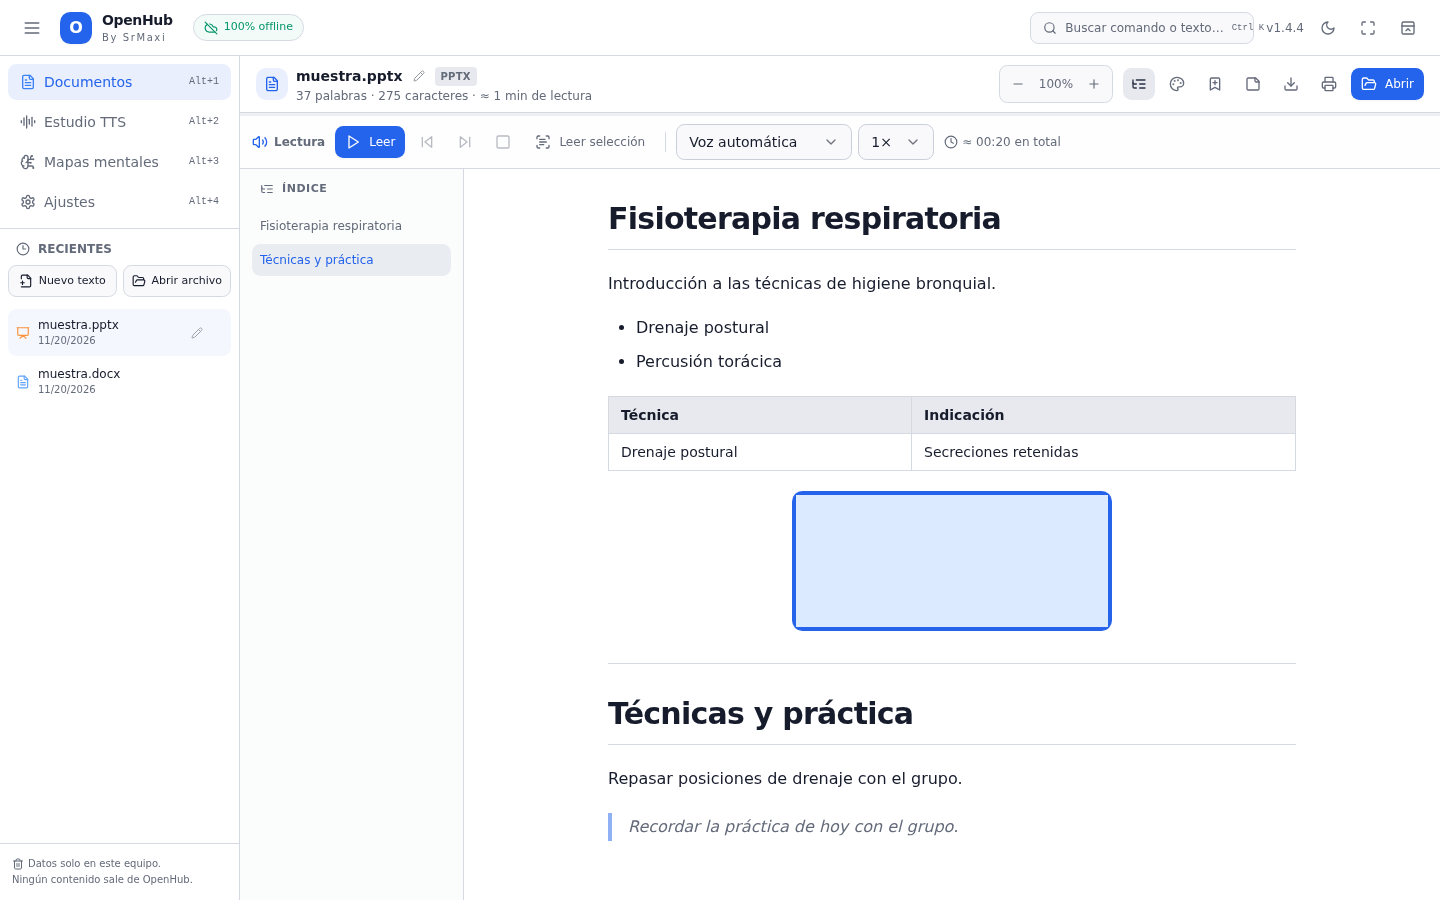 O
OpenHub
By SrMaxi
100% offline
Buscar comando o texto...
Ctrl K
v1.4.4
Documentos
Alt+1
Estudio TTS
Alt+2
Mapas mentales
Alt+3
Ajustes
Alt+4
RECIENTES
Nuevo texto
Abrir archivo
muestra.pptx
11/20/2026
muestra.docx
11/20/2026
Datos solo en este equipo.
Ningún contenido sale de OpenHub.
muestra.pptx
PPTX
37 palabras · 275 caracteres · ≈ 1 min de lectura
100%
Abrir
Lectura
Leer
Leer selección
Voz automática
1×
≈ 00:20 en total
ÍNDICE
Fisioterapia respiratoria
Técnicas y práctica
Fisioterapia respiratoria
Introducción a las técnicas de higiene bronquial.
• Drenaje postural
• Percusión torácica
Técnica
Indicación
Drenaje postural
Secreciones retenidas
Técnicas y práctica
Repasar posiciones de drenaje con el grupo.
Recordar la práctica de hoy con el grupo.